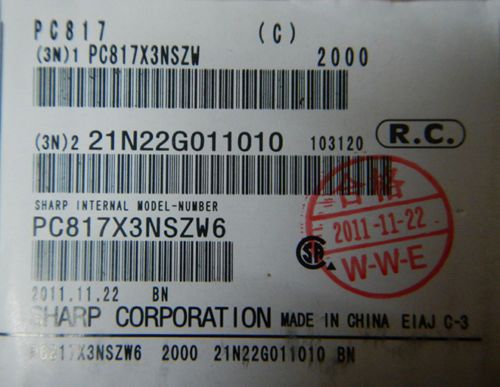 PC817 (C)
(3N)1 PC817X3NSZW 2000
(3N)2 21N22G011010 103120 R.C.
SHARP INTERNAL MODEL-NUMBER
PC817X3NSZW6
合格
2011-11-22
W-W-E
2011.11.22 BN
SHARP CORPORATION MADE IN CHINA EIAJ C-3
PC817X3NSZW6 2000 21N22G011010 BN